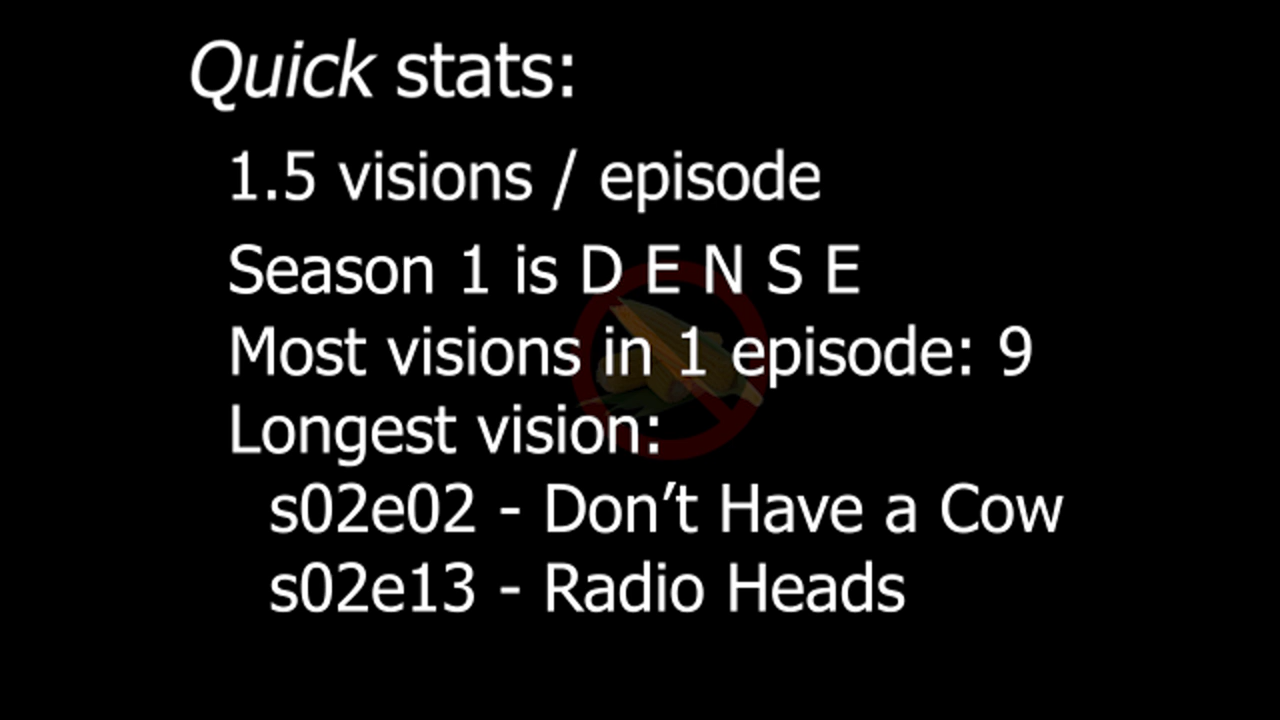 Quick stats:
1.5 visions / episode
Season 1 is D E N S E
Most visions in 1 episode: 9
Longest vision:
s02e02 - Don’t Have a Cow
s02e13 - Radio Heads